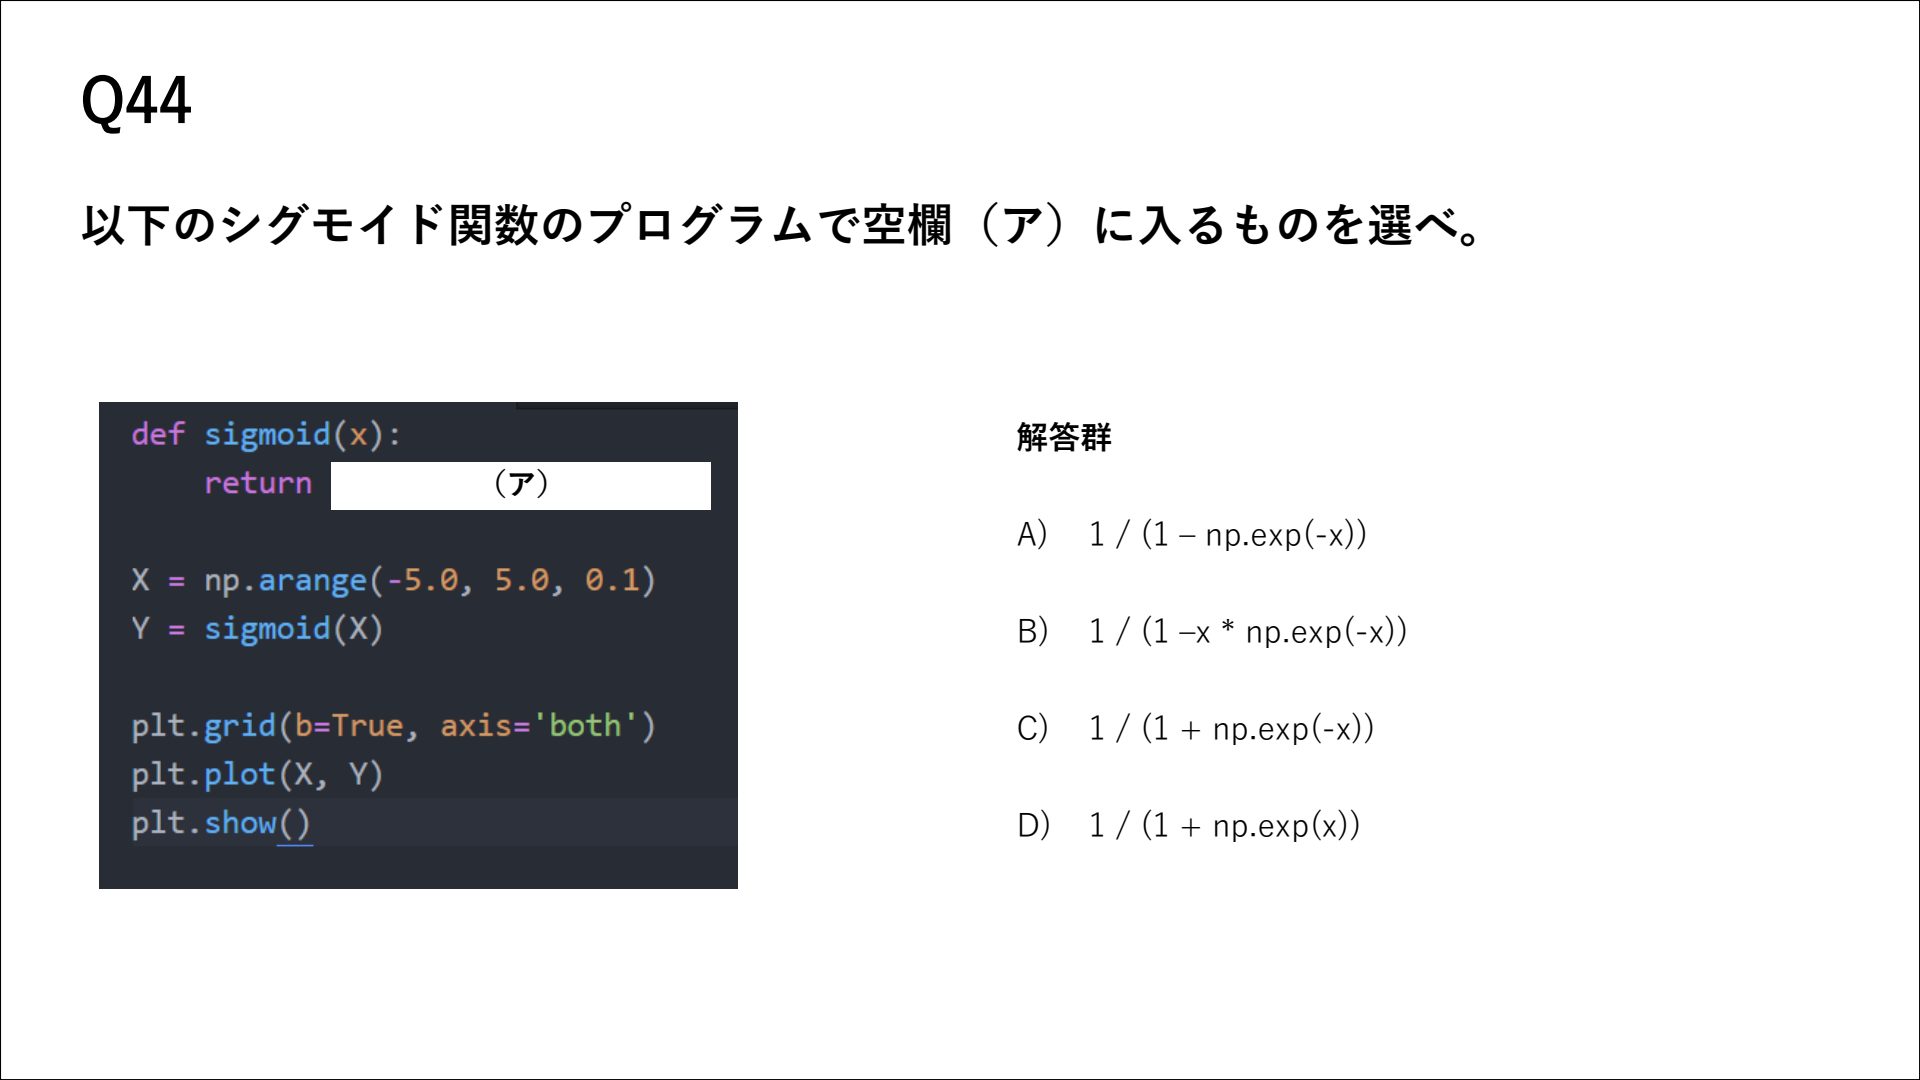 Q44
以下のシグモイド関数のプログラムで空欄（ア）に入るものを選べ。
def sigmoid(x):
return （ア）
X = np.arange(-5.0, 5.0, 0.1)
Y = sigmoid(X)
plt.grid(b=True, axis='both')
plt.plot(X, Y)
plt.show()
解答群
A) 1 / (1 – np.exp(-x))
B) 1 / (1 –x * np.exp(-x))
C) 1 / (1 + np.exp(-x))
D) 1 / (1 + np.exp(x))